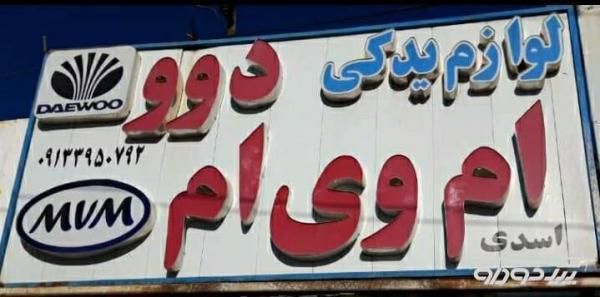 لوازم یدکی دوو
DAEWOO
ام وی ام
۰۹۱۳۳۹۵۰۷۹۲
MVM
اسدی